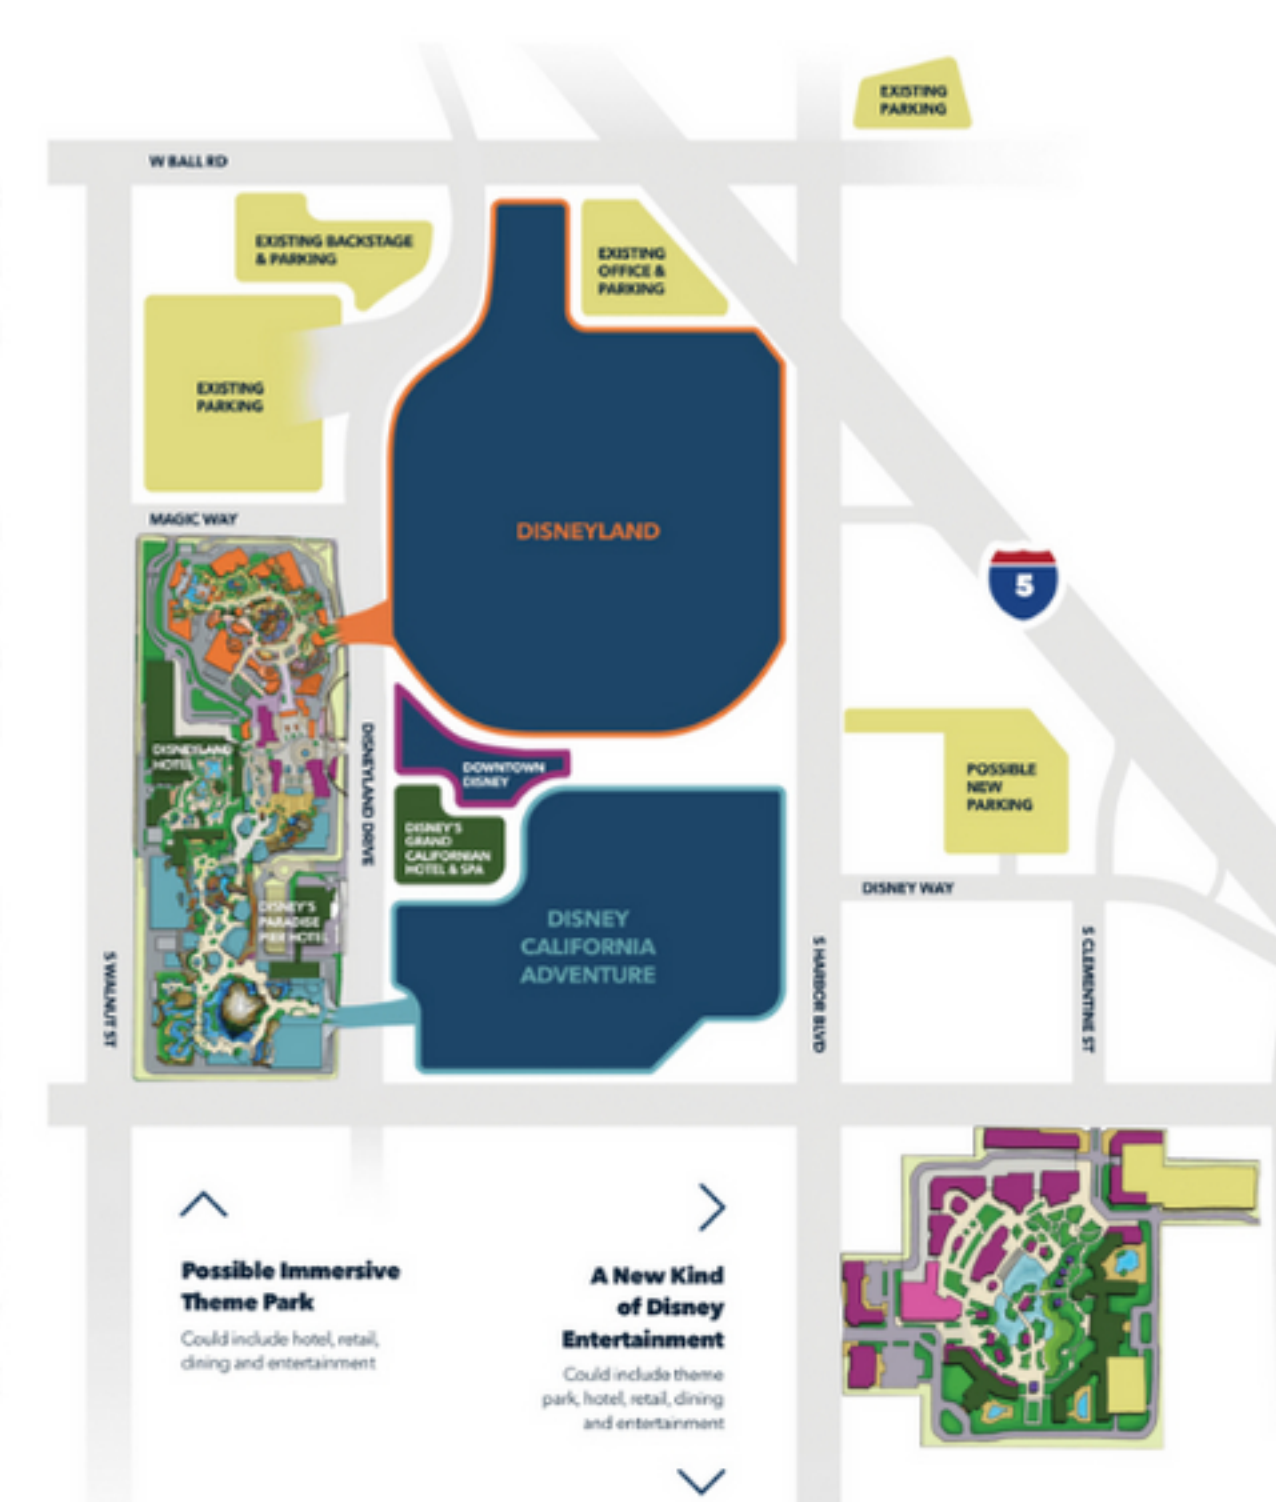 EXISTING
PARKING
W BALL RD
EXISTING BACKSTAGE
& PARKING
EXISTING
OFFICE &
PARKING
EXISTING
PARKING
MAGIC WAY
DISNEYLAND
5
DISNEYLAND
HOTEL
DISNEYLAND DRIVE
DOWNTOWN
DISNEY
POSSIBLE
NEW
PARKING
DISNEY'S
GRAND
CALIFORNIAN
HOTEL & SPA
DISNEY WAY
DISNEY'S
PARADISE
PIER HOTEL
DISNEY
CALIFORNIA
ADVENTURE
S WALNUT ST
S HARBOR BLVD
S CLEMENTINE ST
Possible Immersive
Theme Park
Could include hotel, retail,
dining and entertainment
A New Kind
of Disney
Entertainment
Could include theme
park, hotel, retail, dining
and entertainment